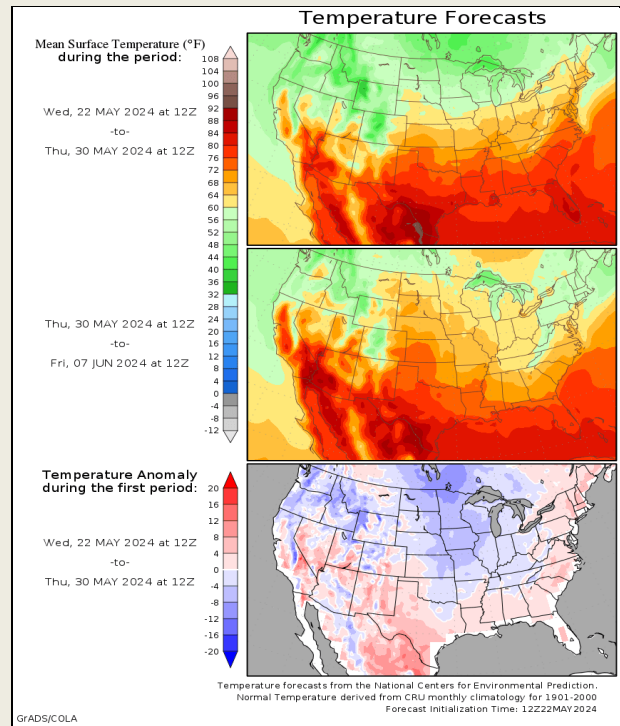 Temperature Forecasts
Mean Surface Temperature (°F)
during the period:
Wed, 22 MAY 2024 at 12Z
-to-
Thu, 30 MAY 2024 at 12Z
108
104
100
96
92
88
84
80
76
72
68
64
60
56
52
48
44
40
36
32
28
24
20
16
12
8
4
0
-4
-8
-12
Thu, 30 MAY 2024 at 12Z
-to-
Fri, 07 JUN 2024 at 12Z
Temperature Anomaly
during the first period:
Wed, 22 MAY 2024 at 12Z
-to-
Thu, 30 MAY 2024 at 12Z
20
16
12
8
4
0
-4
-8
-12
-16
-20
Temperature forecasts from the National Centers for Environmental Prediction.
Normal Temperature derived from CRU monthly climatology for 1901-2000
Forecast Initialization Time: 12Z22MAY2024
GrADS/COLA